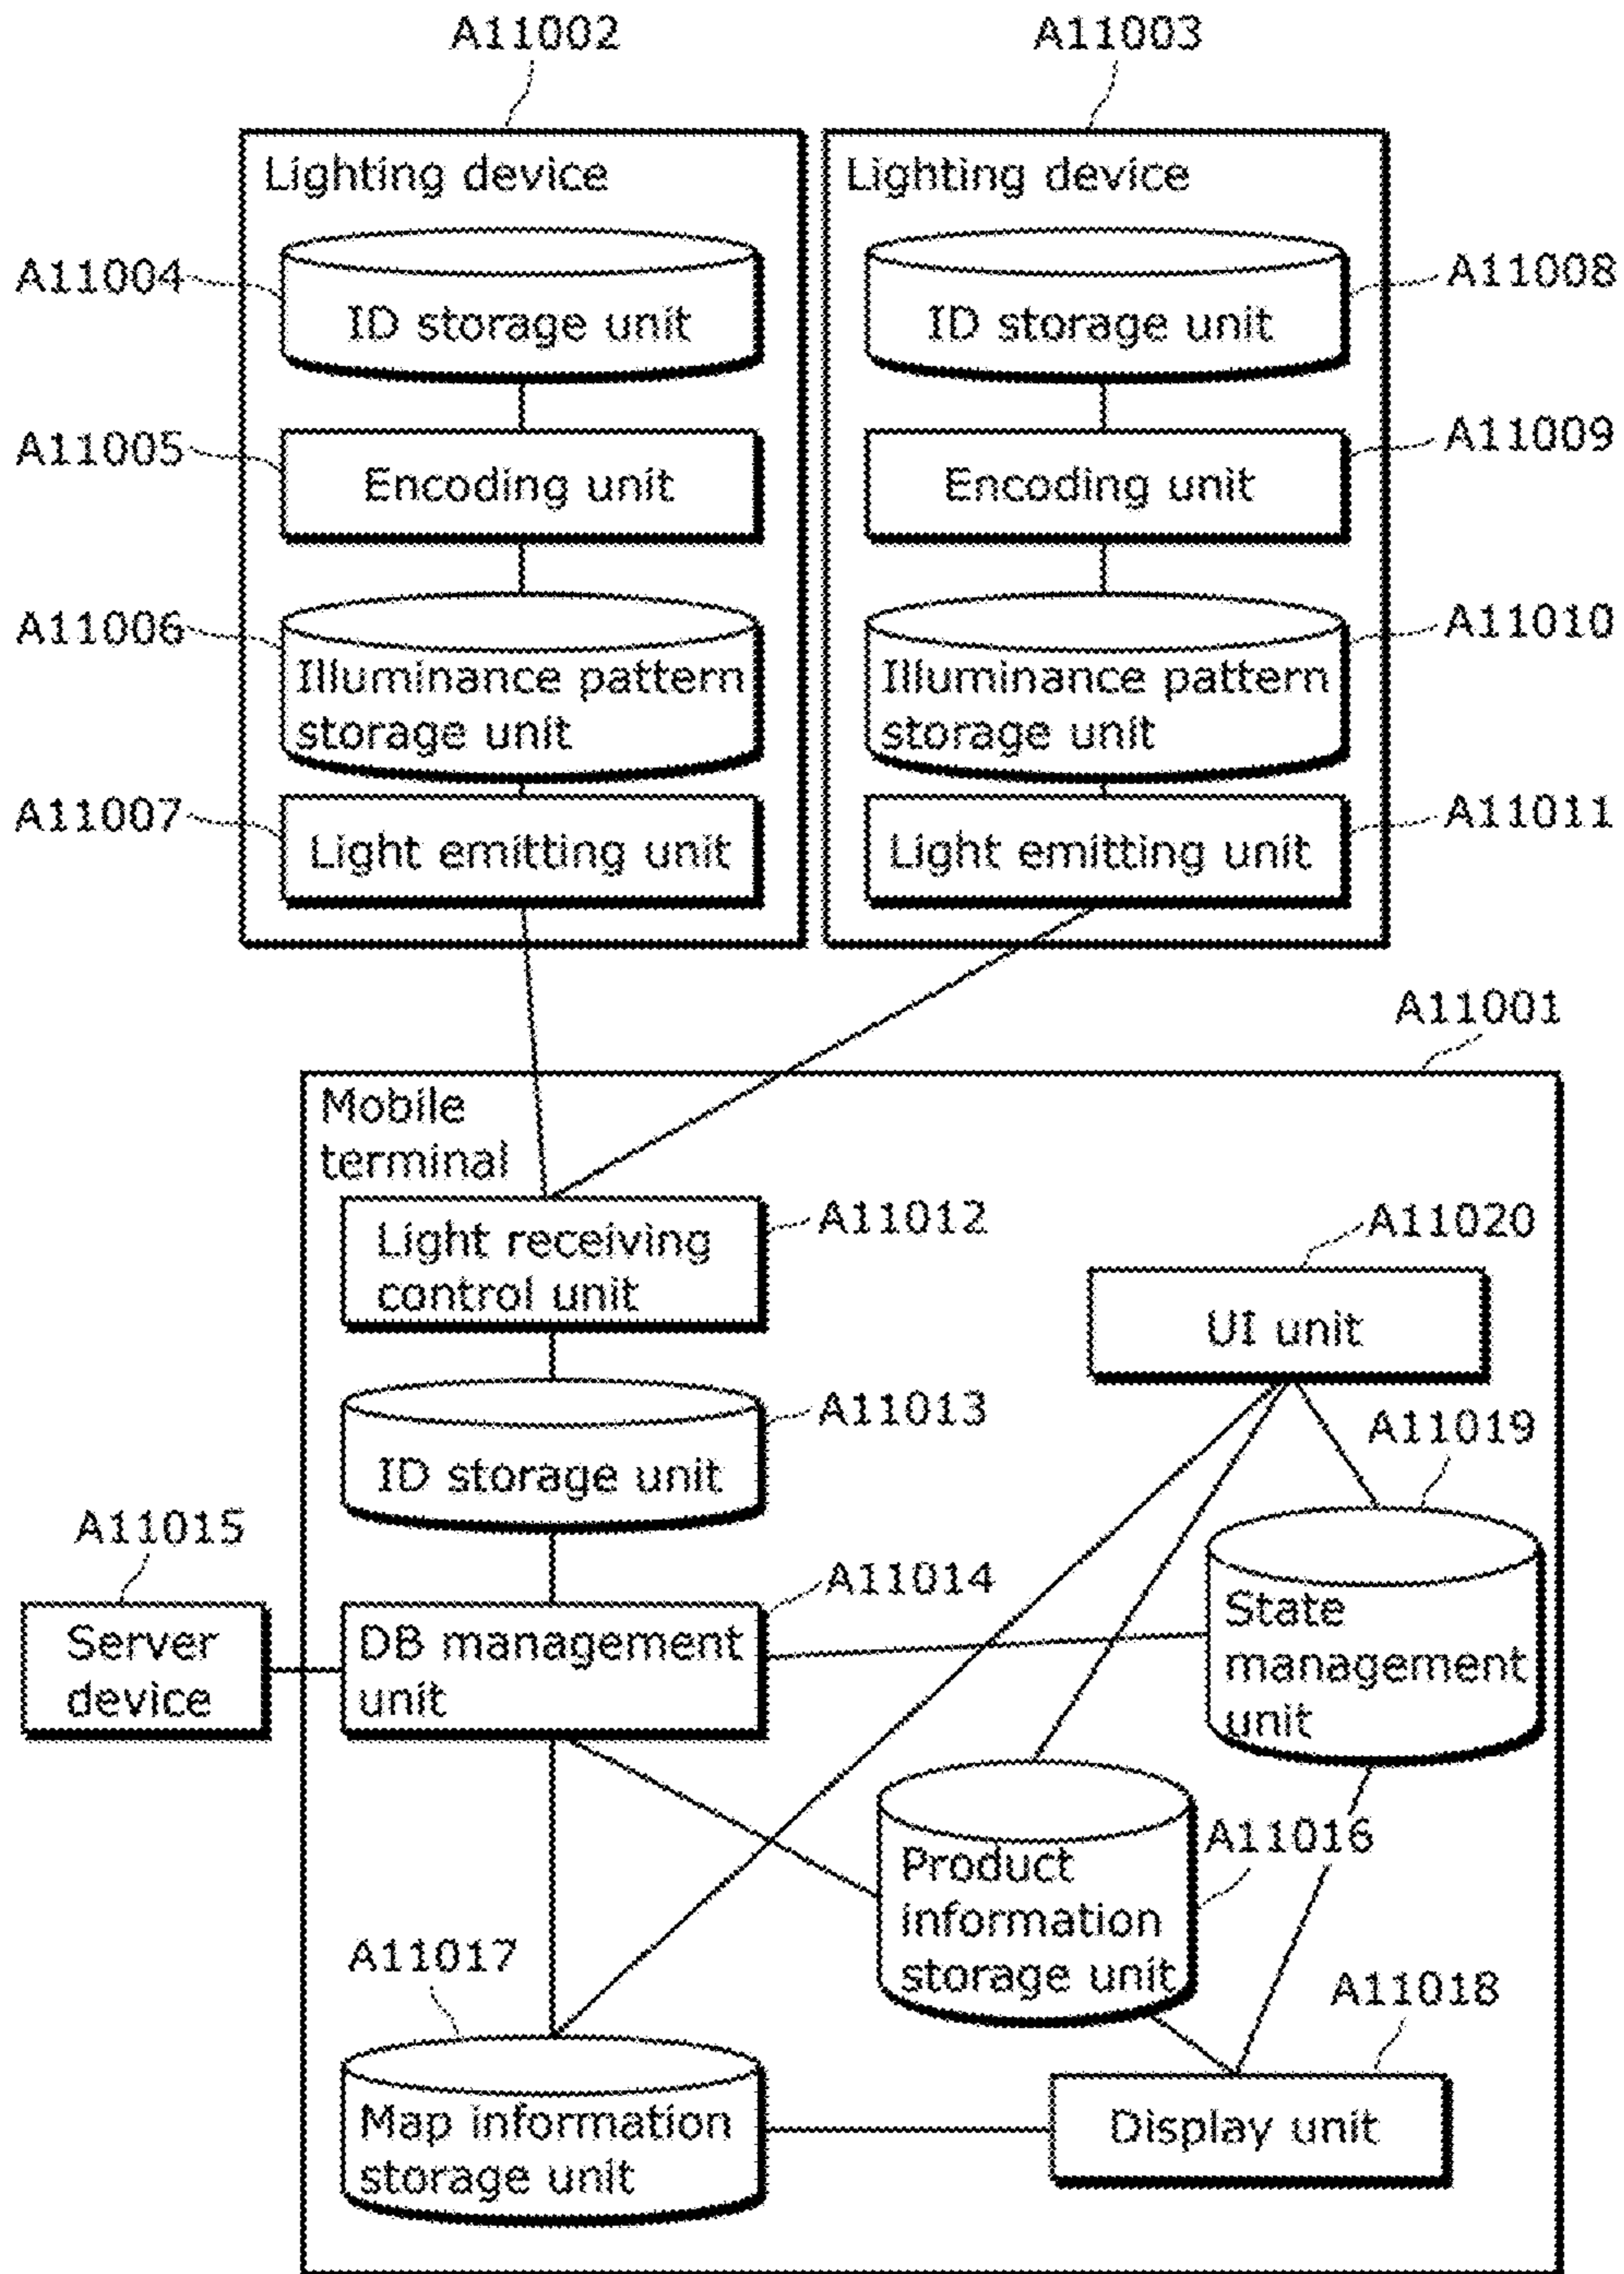 A11002
A11003
Lighting device
Lighting device
A11004
ID storage unit
ID storage unit
A11008
A11005
Encoding unit
Encoding unit
A11009
A11006
Illuminance pattern
storage unit
Illuminance pattern
storage unit
A11010
A11007
Light emitting unit
Light emitting unit
A11011
A11001
Mobile
terminal
Light receiving
control unit
A11012
A11020
UI unit
ID storage unit
A11013
A11019
A11015
Server
device
DB management
unit
A11014
State
management
unit
Product
information
storage unit
A11016
A11017
Map information
storage unit
A11018
Display unit